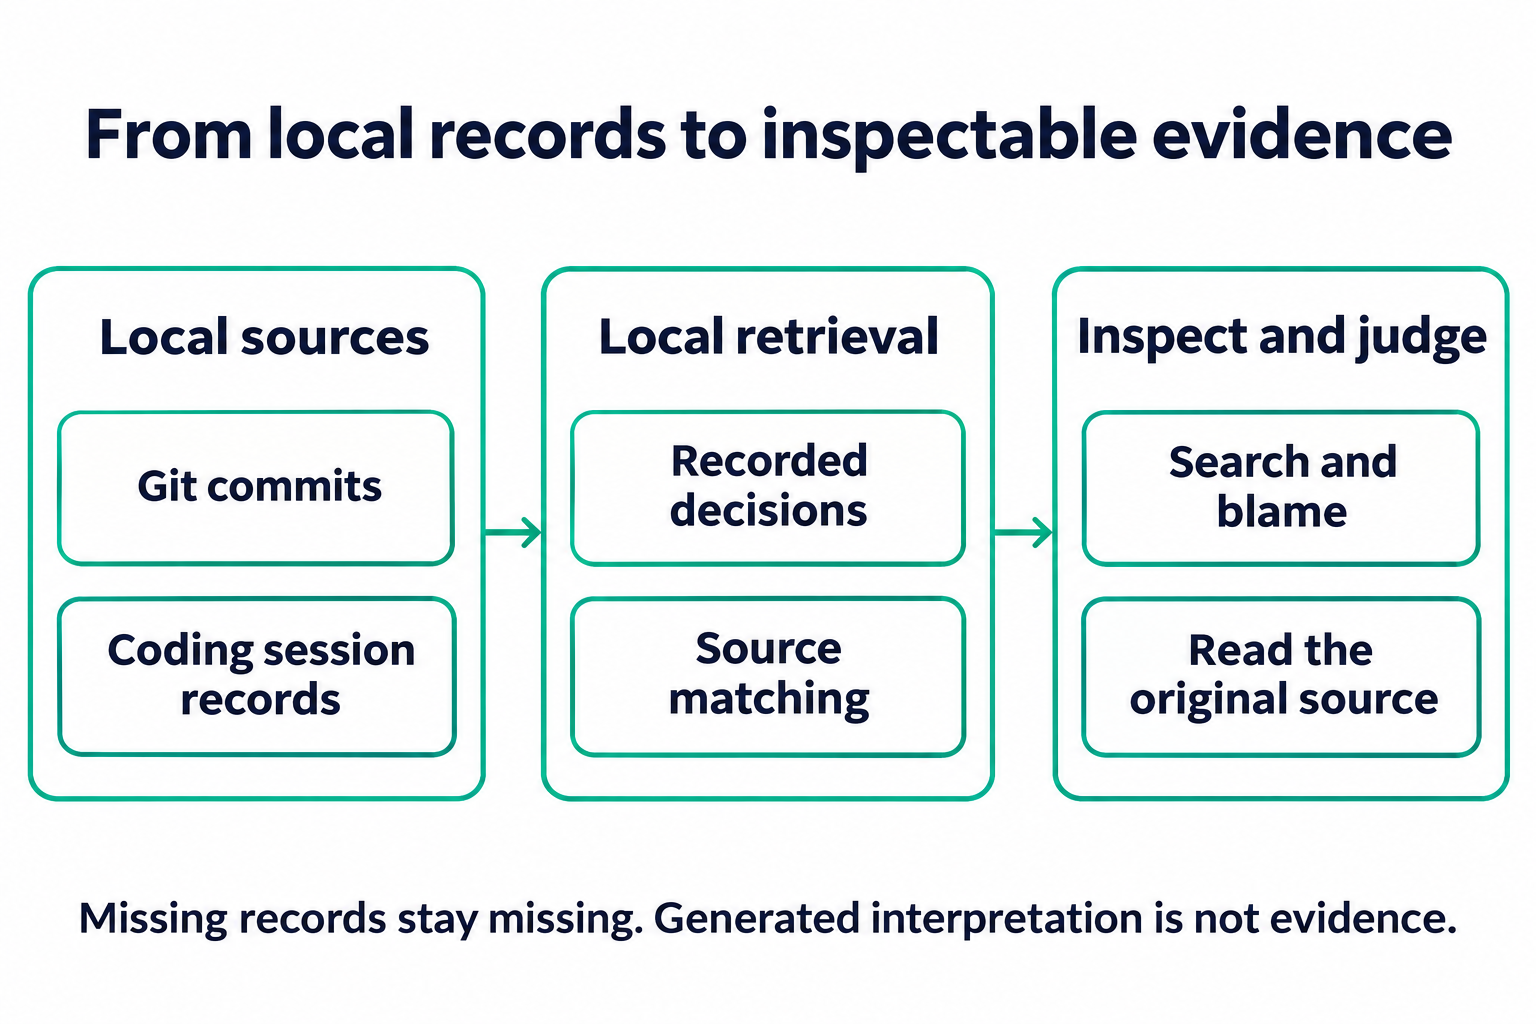 From local records to inspectable evidence
Local sources
Git commits
Coding session
records
Local retrieval
Recorded
decisions
Source
matching
Inspect and judge
Search and
blame
Read the
original source
Missing records stay missing. Generated interpretation is not evidence.